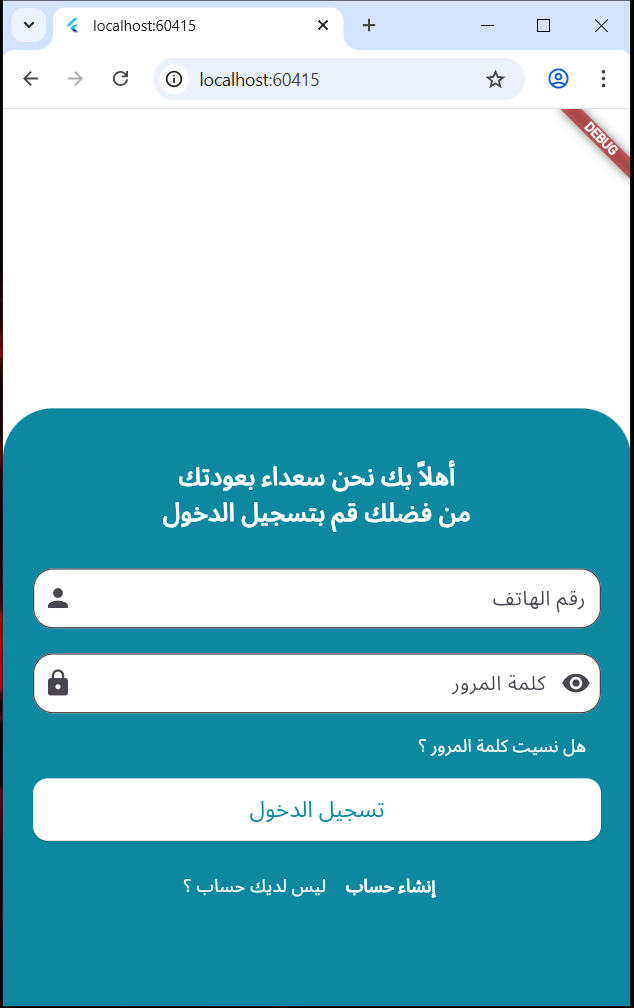 localhost:60415
localhost:60415
DEBUG
أهلاً بك نحن سعداء بعودتك
من فضلك قم بتسجيل الدخول
رقم الهاتف
كلمة المرور
هل نسيت كلمة المرور ؟
تسجيل الدخول
ليس لديك حساب ؟ إنشاء حساب